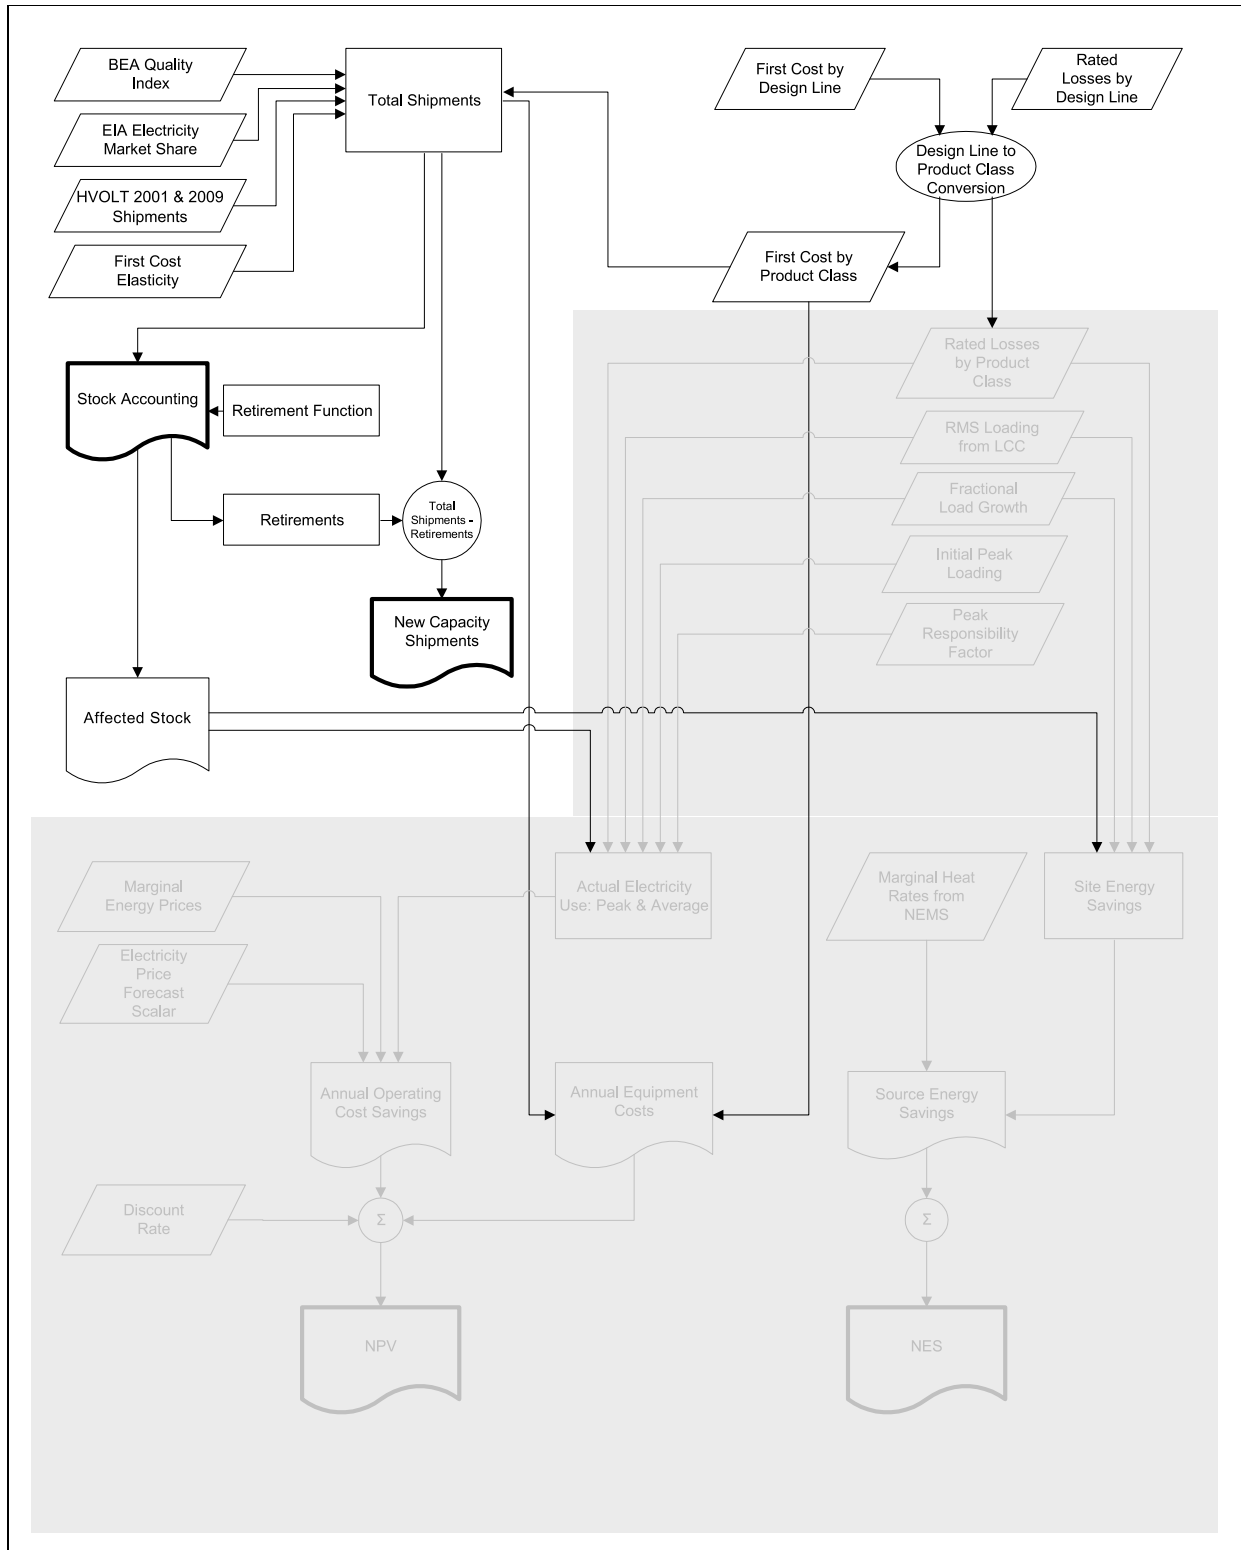 BEA Quality
Index
EIA Electricity
Market Share
HVOLT 2001 & 2009
Shipments
First Cost
Elasticity
Total Shipments
First Cost by
Design Line
Rated
Losses by
Design Line
Design Line to
Product Class
Conversion
First Cost by
Product Class
Stock Accounting
Retirement Function
Retirements
Total
Shipments -
Retirements
New Capacity
Shipments
Affected Stock
Rated Losses
by Product
Class
RMS Loading
from LCC
Fractional
Load Growth
Initial Peak
Loading
Peak
Responsibility
Factor
Marginal
Energy Prices
Electricity
Price
Forecast
Scalar
Actual Electricity
Use: Peak & Average
Marginal Heat
Rates from
NEMS
Site Energy
Savings
Annual Operating
Cost Savings
Annual Equipment
Costs
Source Energy
Savings
Discount
Rate
Σ
Σ
NPV
NES